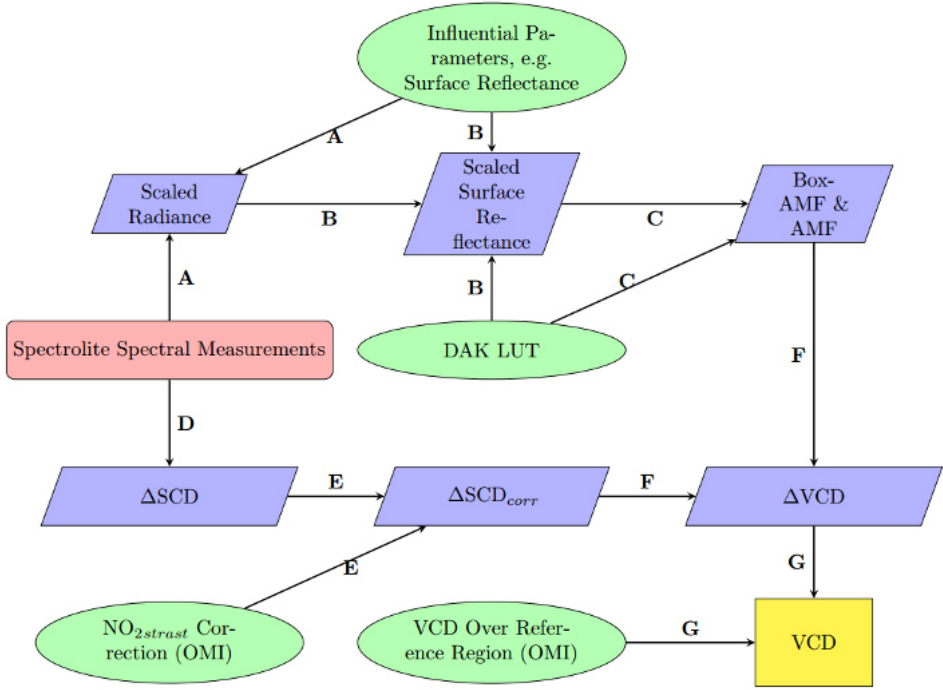 Influential Pa-
rameters, e.g.
Surface Reflectance
A
B
Scaled
Radiance
B
Scaled
Surface
Re-
flectance
C
Box-
AMF &
AMF
A
B
C
Spectrolite Spectral Measurements
DAK LUT
F
D
ΔSCD
E
ΔSCDcorr
F
ΔVCD
E
G
NO2strast Cor-
rection (OMI)
VCD Over Refer-
ence Region (OMI)
G
VCD